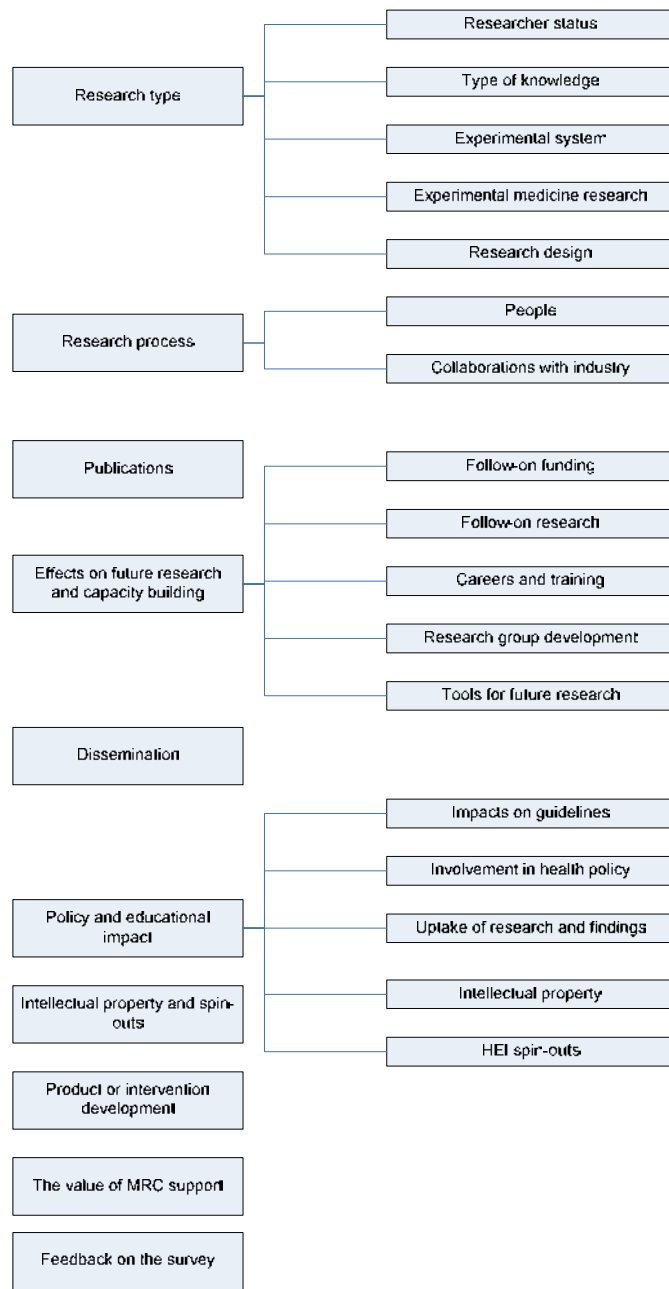 Research type
Researcher status
Type of knowledge
Experimental system
Experimental medicine research
Research design
Research process
People
Collaborations with industry
Publications
Effects on future research
and capacity building
Follow-on funding
Follow-on research
Careers and training
Research group development
Tools for future research
Dissemination
Policy and educational
impact
Impacts on guidelines
Involvement in health policy
Uptake of research and findings
Intellectual property
HEI spin-outs
Intellectual property and spin-
outs
Product or intervention
development
The value of MRC support
Feedback on the survey